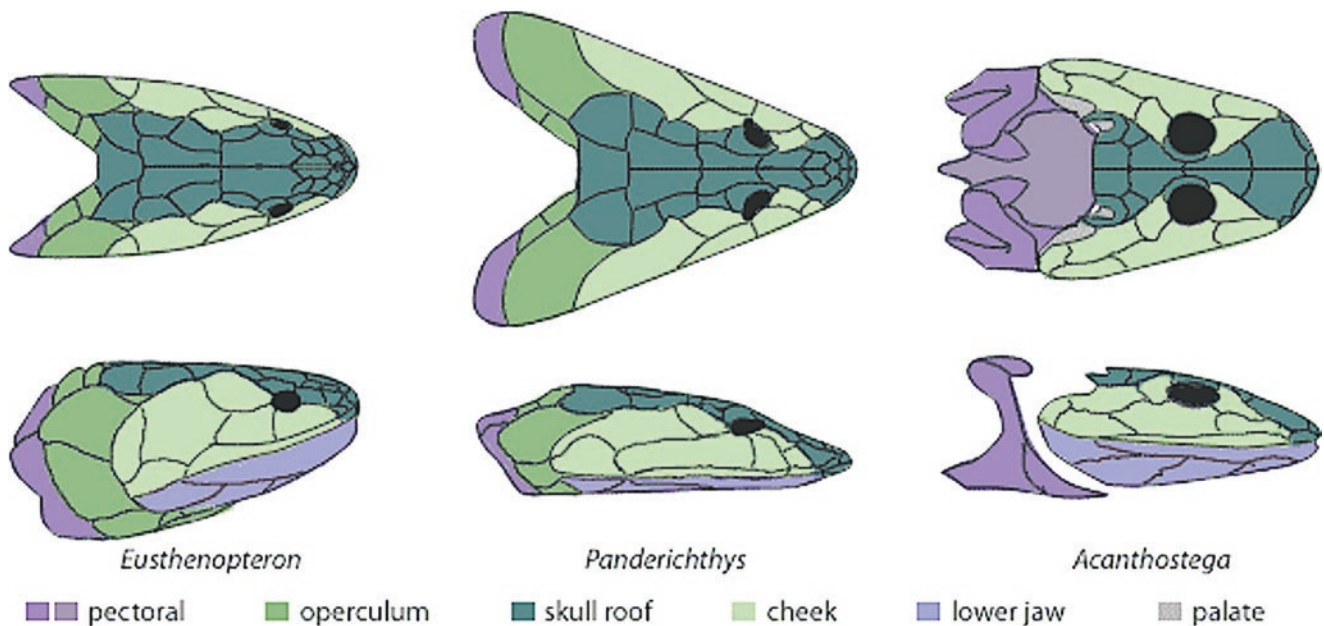 Eusthenopteron Panderichthys Acanthostega
pectoral operculum skull roof cheek lower jaw palate